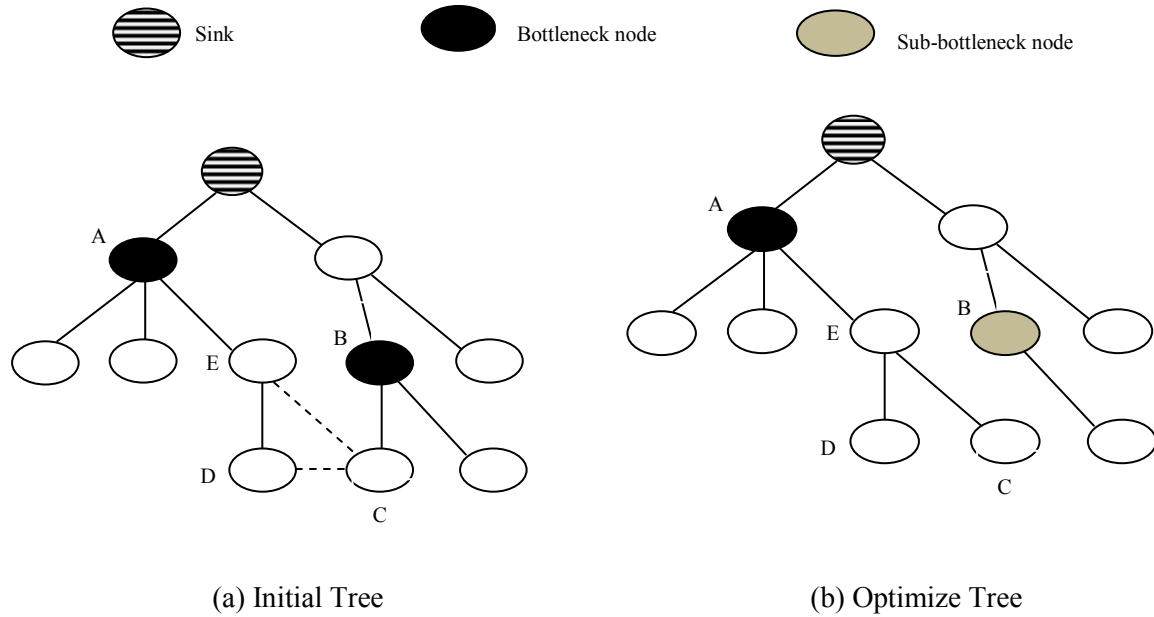 Sink
Bottleneck node
Sub-bottleneck node
A
B
E
D
C
(a) Initial Tree
A
B
E
D
C
(b) Optimize Tree